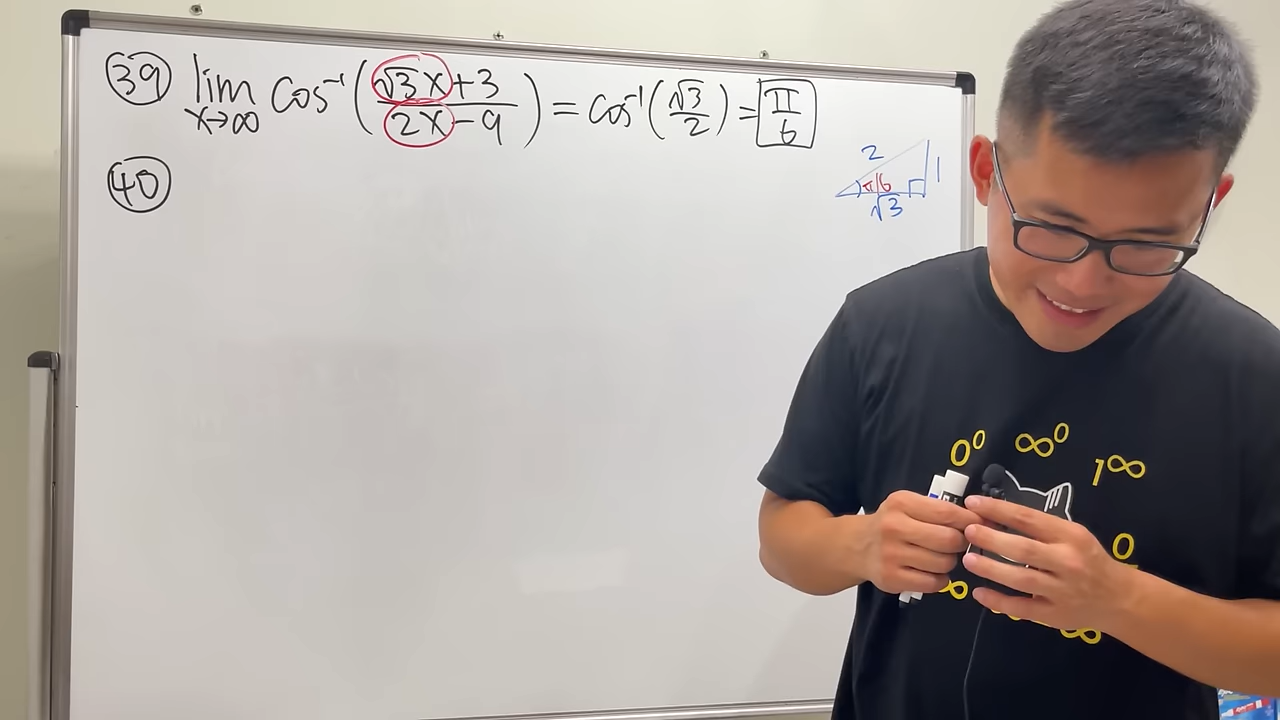 ㊴ lim x→∞ cos⁻¹(√3x+3 / 2x-9) = cos⁻¹(√3/2) = π/6
2
1
π/6
√3
㊵
0⁰ ∞⁰ 1^∞
0
∞
∞